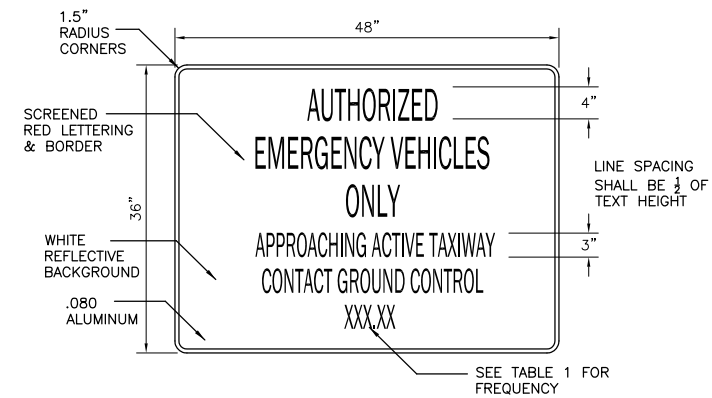 1.5"
RADIUS
CORNERS
48"
SCREENED
RED LETTERING
& BORDER
36"
WHITE
REFLECTIVE
BACKGROUND
.080
ALUMINUM
AUTHORIZED
EMERGENCY VEHICLES
ONLY
APPROACHING ACTIVE TAXIWAY
CONTACT GROUND CONTROL
XXX.XX
4"
LINE SPACING
SHALL BE 1/2 OF
TEXT HEIGHT
3"
SEE TABLE 1 FOR
FREQUENCY